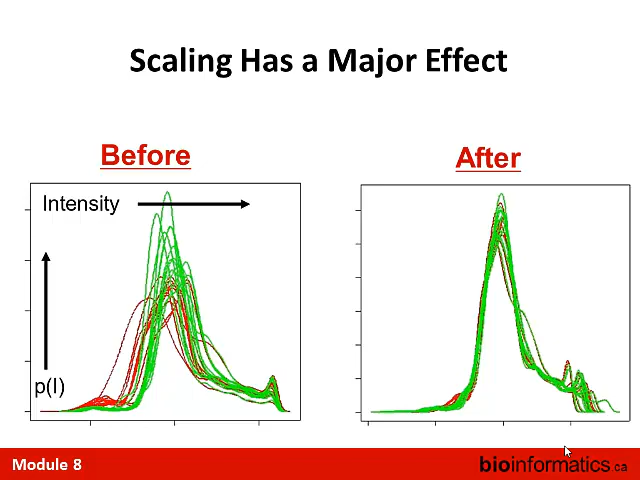 Scaling Has a Major Effect
Before
After
Intensity
p(I)
Module 8
bioinformatics.ca